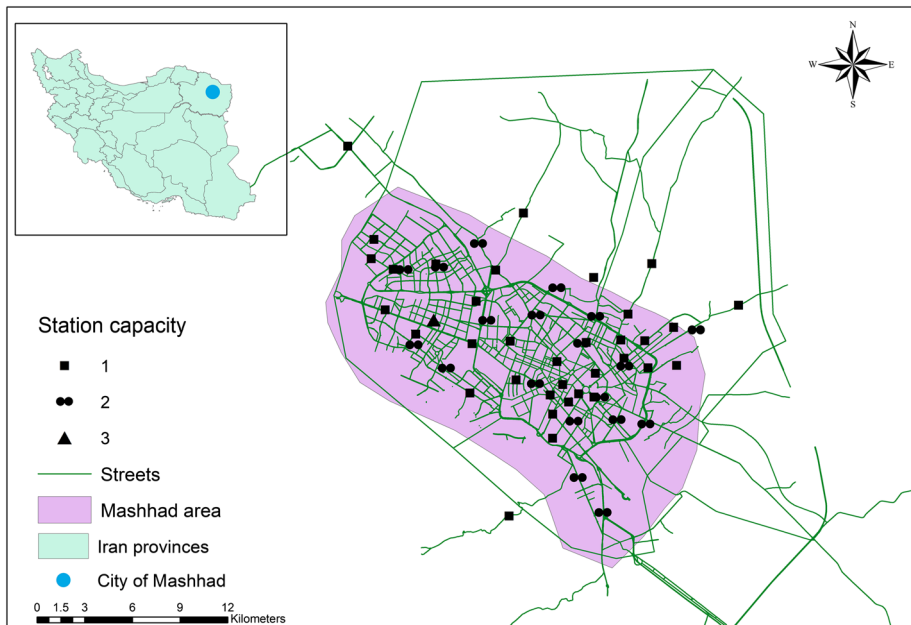 N
W E
S
Station capacity
1
2
3
Streets
Mashhad area
Iran provinces
City of Mashhad
0 1.5 3 6 9 12
Kilometers